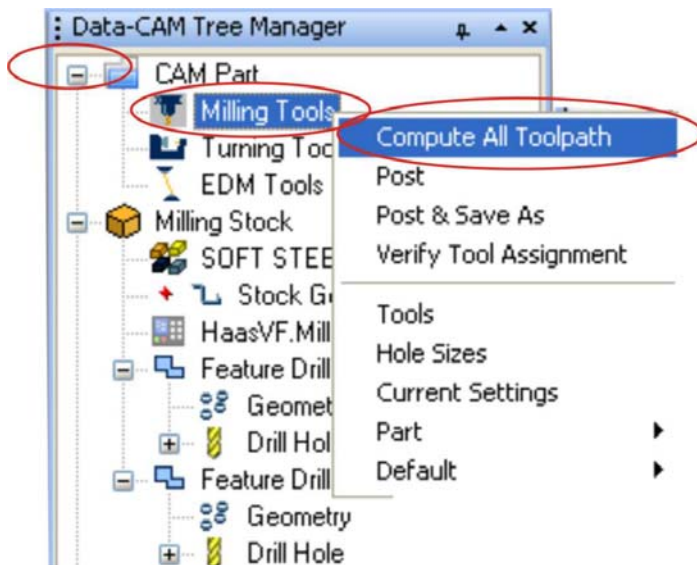 Data-CAM Tree Manager
CAM Part
Milling Tools
Compute All Toolpath
Turning Too
Post
EDM Tools
Post & Save As
Milling Stock
Verify Tool Assignment
SOFT STEE
Stock Ge
Tools
HaasVF.Mill
Hole Sizes
Feature Drill
Current Settings
Geomet
Part
Drill Hol
Default
Feature Drill
Geometry
Drill Hole